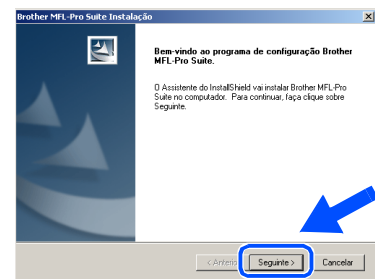 Brother MFL-Pro Suite Instalação
Bem-vindo ao programa de configuração Brother
MFL-Pro Suite.
O Assistente do InstallShield vai instalar Brother MFL-Pro
Suite no computador. Para continuar, faça clique sobre
Seguinte.
< Anterio Seguinte > Cancelar